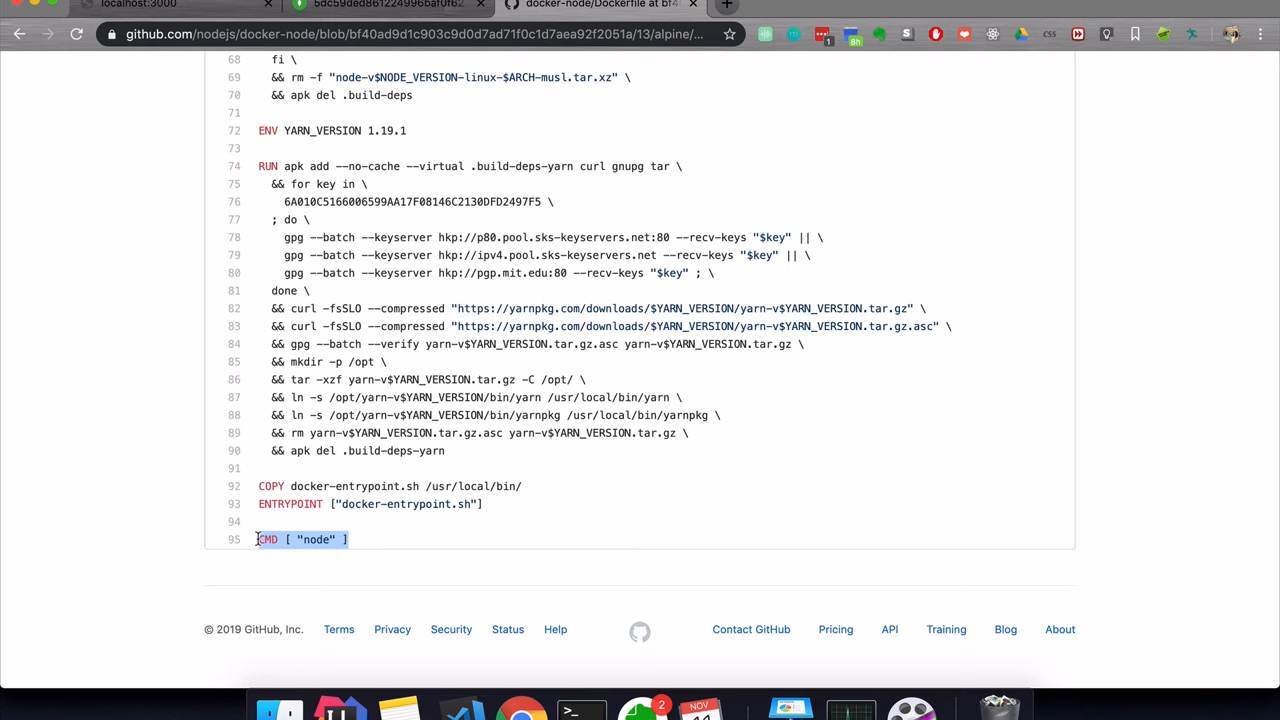 localhost:3000
5dc59ded861224996baf0f62
docker-node/Dockerfile at bf40
github.com/nodejs/docker-node/blob/bf40ad9d1c903c9d0d7ad71f0c1d7aea92f2051a/13/alpine/...
68 fi \
69 && rm -f "node-v$NODE_VERSION-linux-$ARCH-musl.tar.xz" \
70 && apk del .build-deps
71
72 ENV YARN_VERSION 1.19.1
73
74 RUN apk add --no-cache --virtual .build-deps-yarn curl gnupg tar \
75 && for key in \
76 6A010C5166006599AA17F08146C2130DFD2497F5 \
77 ; do \
78 gpg --batch --keyserver hkp://p80.pool.sks-keyservers.net:80 --recv-keys "$key" || \
79 gpg --batch --keyserver hkp://ipv4.pool.sks-keyservers.net --recv-keys "$key" || \
80 gpg --batch --keyserver hkp://pgp.mit.edu:80 --recv-keys "$key" ; \
81 done \
82 && curl -fsSLO --compressed "https://yarnpkg.com/downloads/$YARN_VERSION/yarn-v$YARN_VERSION.tar.gz" \
83 && curl -fsSLO --compressed "https://yarnpkg.com/downloads/$YARN_VERSION/yarn-v$YARN_VERSION.tar.gz.asc" \
84 && gpg --batch --verify yarn-v$YARN_VERSION.tar.gz.asc yarn-v$YARN_VERSION.tar.gz \
85 && mkdir -p /opt \
86 && tar -xzf yarn-v$YARN_VERSION.tar.gz -C /opt/ \
87 && ln -s /opt/yarn-v$YARN_VERSION/bin/yarn /usr/local/bin/yarn \
88 && ln -s /opt/yarn-v$YARN_VERSION/bin/yarnpkg /usr/local/bin/yarnpkg \
89 && rm yarn-v$YARN_VERSION.tar.gz.asc yarn-v$YARN_VERSION.tar.gz \
90 && apk del .build-deps-yarn
91
92 COPY docker-entrypoint.sh /usr/local/bin/
93 ENTRYPOINT ["docker-entrypoint.sh"]
94
95 CMD [ "node" ]
© 2019 GitHub, Inc. Terms Privacy Security Status Help Contact GitHub Pricing API Training Blog About
2
NOV